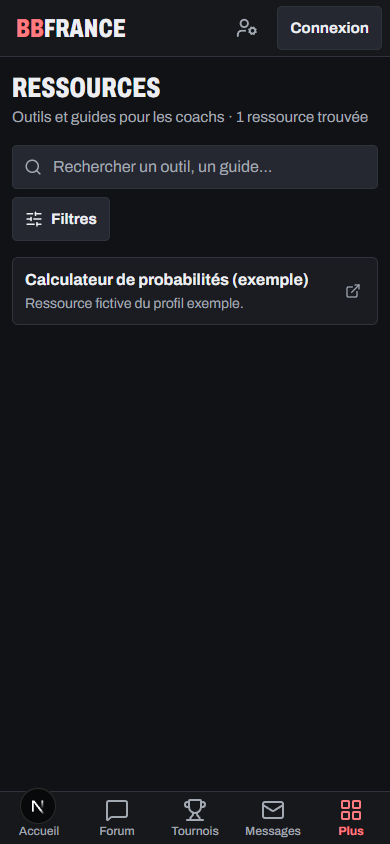 BBFRANCE
Connexion
RESSOURCES
Outils et guides pour les coachs · 1 ressource trouvée
Rechercher un outil, un guide...
Filtres
Calculateur de probabilités (exemple)
Ressource fictive du profil exemple.
N
Accueil
Forum
Tournois
Messages
Plus